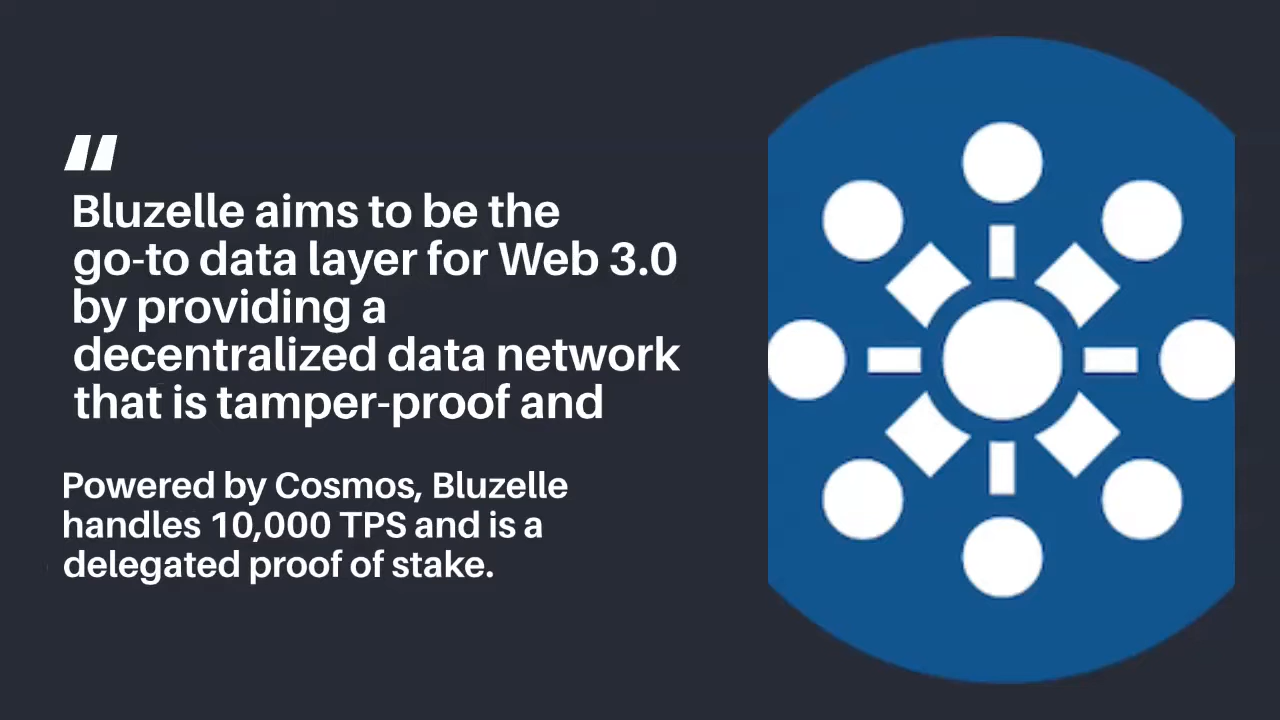 "
Bluzelle aims to be the
go-to data layer for Web 3.0
by providing a
decentralized data network
that is tamper-proof and
Powered by Cosmos, Bluzelle
handles 10,000 TPS and is a
delegated proof of stake.